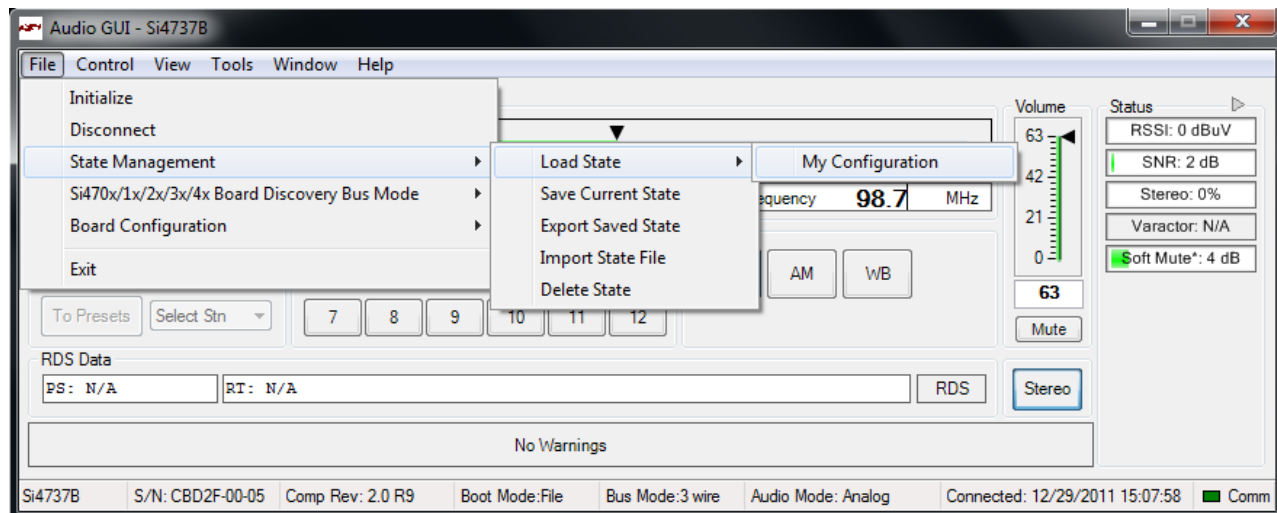 Audio GUI - Si4737B
File Control View Tools Window Help
Initialize
Disconnect
State Management
Si470x/1x/2x/3x/4x Board Discovery Bus Mode
Board Configuration
Exit
Load State
Save Current State
Export Saved State
Import State File
Delete State
My Configuration
98.7 MHz
AM WB
To Presets Select Stn 7 8 9 10 11 12
Volume
63
42
21
0
63
Mute
Status
RSSI: 0 dBuV
SNR: 2 dB
Stereo: 0%
Varactor: N/A
Soft Mute*: 4 dB
RDS Data
PS: N/A RT: N/A RDS
Stereo
No Warnings
Si4737B S/N: CBD2F-00-05 Comp Rev: 2.0 R9 Boot Mode:File Bus Mode:3 wire Audio Mode: Analog Connected: 12/29/2011 15:07:58 Comm